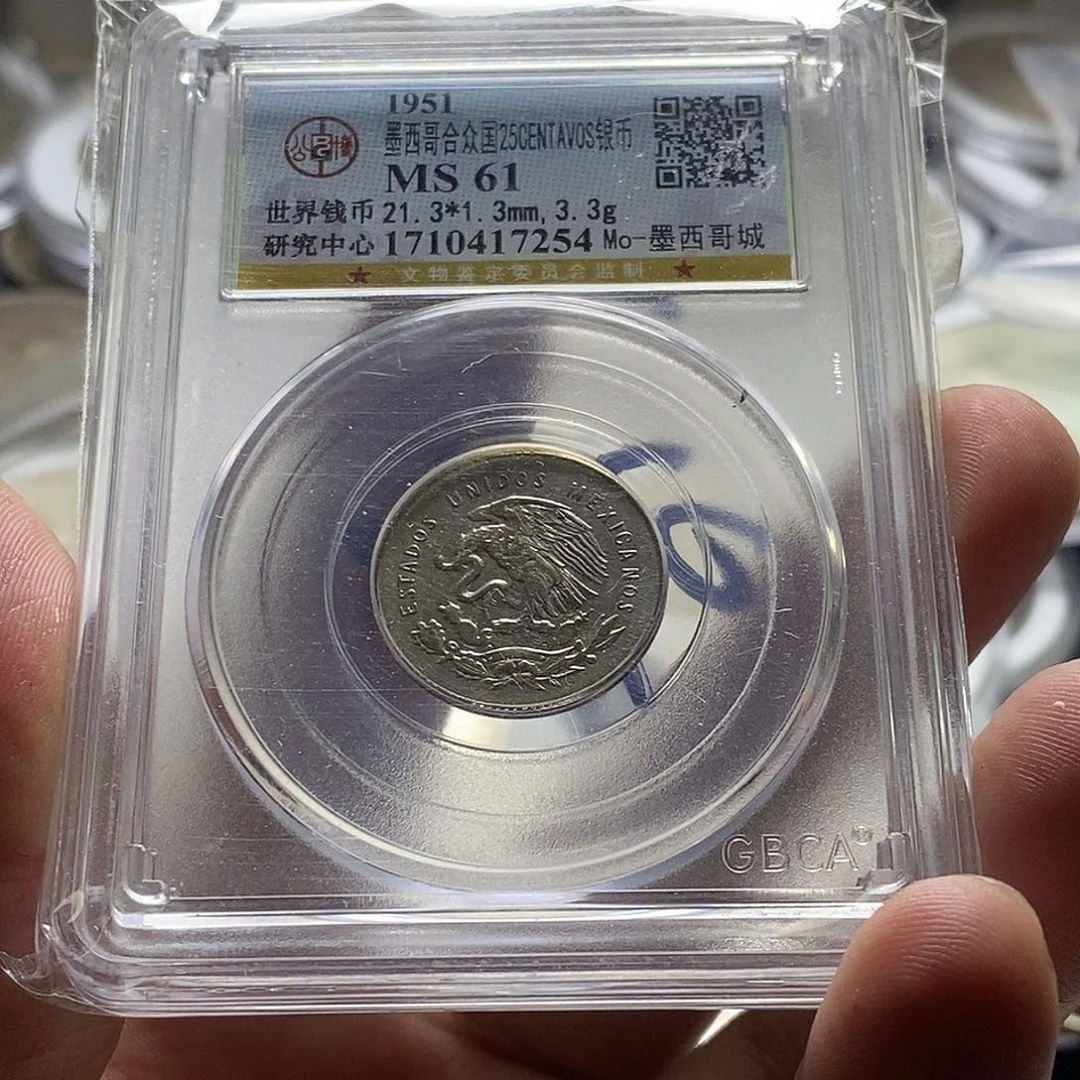 1951
墨西哥合众国25CENTAVOS银币
MS 61
世界钱币 21.3*1.3mm, 3.3g
研究中心 1710417254 Mo-墨西哥城
★ 文物鉴定委员会监制 ★
ESTADOS UNIDOS MEXICANOS
GBCA®